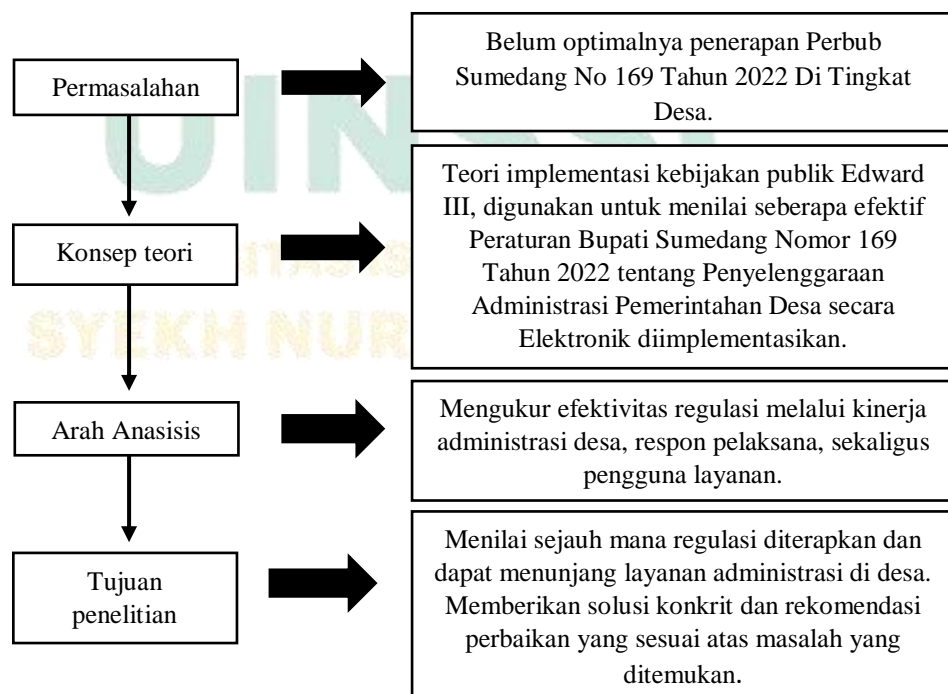 Permasalahan
Belum optimalnya penerapan Perbub
Sumedang No 169 Tahun 2022 Di Tingkat
Desa.
Konsep teori
Teori implementasi kebijakan publik Edward
III, digunakan untuk menilai seberapa efektif
Peraturan Bupati Sumedang Nomor 169
Tahun 2022 tentang Penyelenggaraan
Administrasi Pemerintahan Desa secara
Elektronik diimplementasikan.
Arah Anasisis
Mengukur efektivitas regulasi melalui kinerja
administrasi desa, respon pelaksana, sekaligus
pengguna layanan.
Tujuan
penelitian
Menilai sejauh mana regulasi diterapkan dan
dapat menunjang layanan administrasi di desa.
Memberikan solusi konkrit dan rekomendasi
perbaikan yang sesuai atas masalah yang
ditemukan.
SYEKH